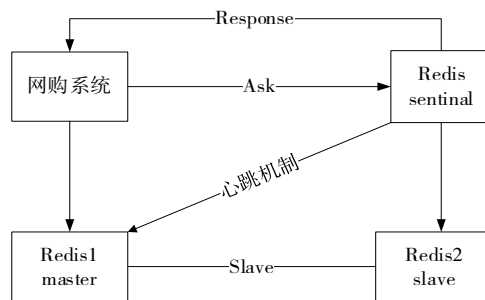 Response
网购系统
Ask
Redis
sentinal
心跳机制
Redis1
master
Slave
Redis2
slave